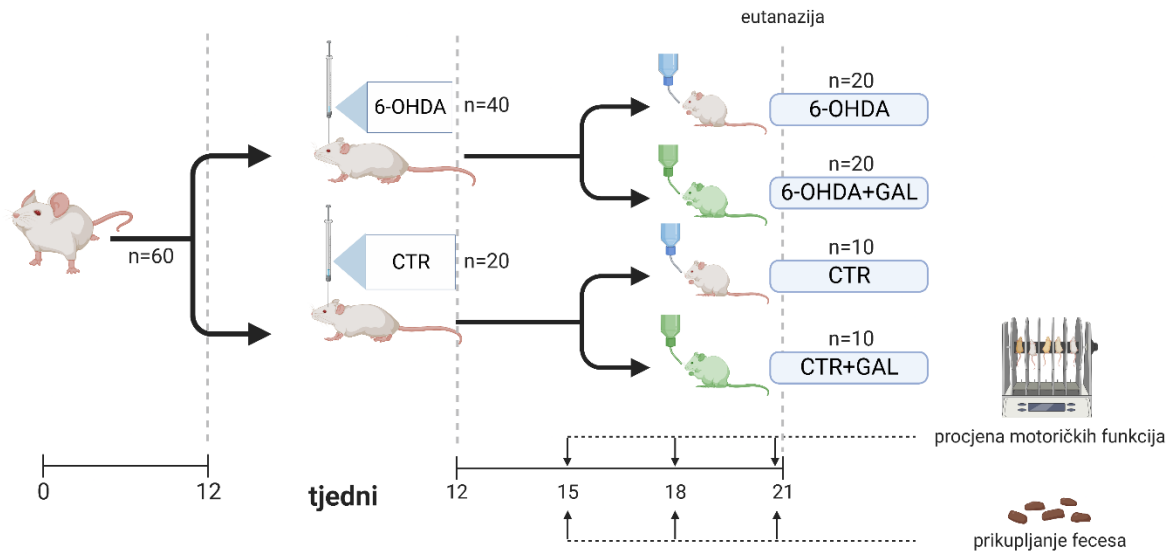 eutanazija
6-OHDA
n=40
n=20
6-OHDA
n=20
6-OHDA+GAL
n=60
CTR
n=20
n=10
CTR
n=10
CTR+GAL
procjena motoričkih funkcija
0
12
tjedni
12
15
18
21
prikupljanje fecesa